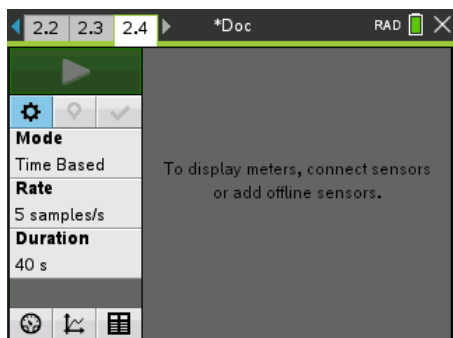 2.2 2.3 2.4 *Doc RAD
Mode
Time Based
Rate
5 samples/s
Duration
40 s
To display meters, connect sensors
or add offline sensors.